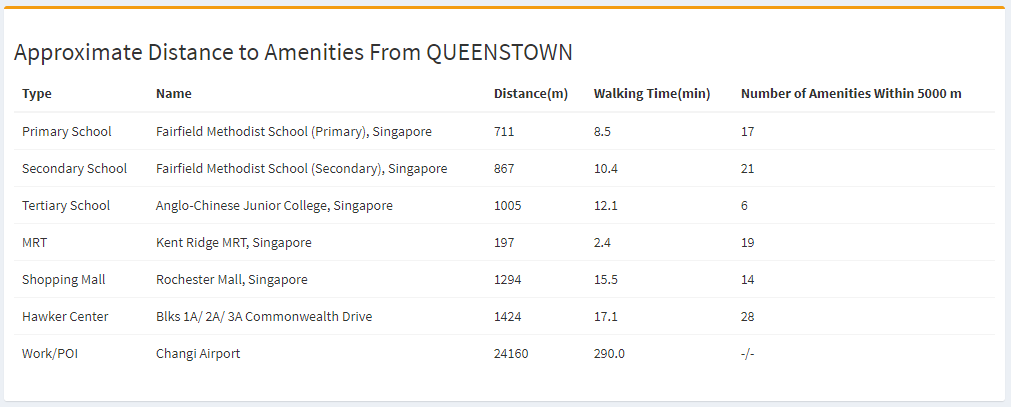 Approximate Distance to Amenities From QUEENSTOWN
Type Name Distance(m) Walking Time(min) Number of Amenities Within 5000 m
Primary School Fairfield Methodist School (Primary), Singapore 711 8.5 17
Secondary School Fairfield Methodist School (Secondary), Singapore 867 10.4 21
Tertiary School Anglo-Chinese Junior College, Singapore 1005 12.1 6
MRT Kent Ridge MRT, Singapore 197 2.4 19
Shopping Mall Rochester Mall, Singapore 1294 15.5 14
Hawker Center Blks 1A/ 2A/ 3A Commonwealth Drive 1424 17.1 28
Work/POI Changi Airport 24160 290.0 -/-